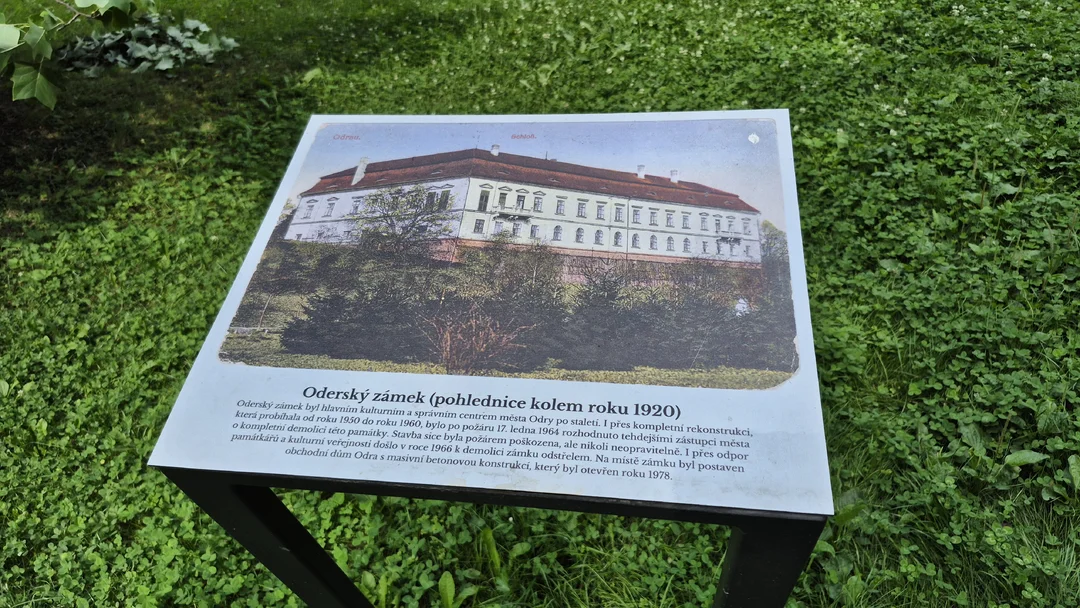 Odrau.
Schloß.
Oderský zámek (pohlednice kolem roku 1920)
Oderský zámek byl hlavním kulturním a správním centrem města Odry po staletí. I přes kompletní rekonstrukci,
která probíhala od roku 1950 do roku 1960, bylo po požáru 17. ledna 1964 rozhodnuto tehdejšími zástupci města
o kompletní demolici této památky. Stavba sice byla požárem poškozena, ale nikoli neopravitelně. I přes odpor
památkářů a kulturní veřejnosti došlo v roce 1966 k demolici zámku odstřelem. Na místě zámku byl postaven
obchodní dům Odra s masivní betonovou konstrukcí, který byl otevřen roku 1978.